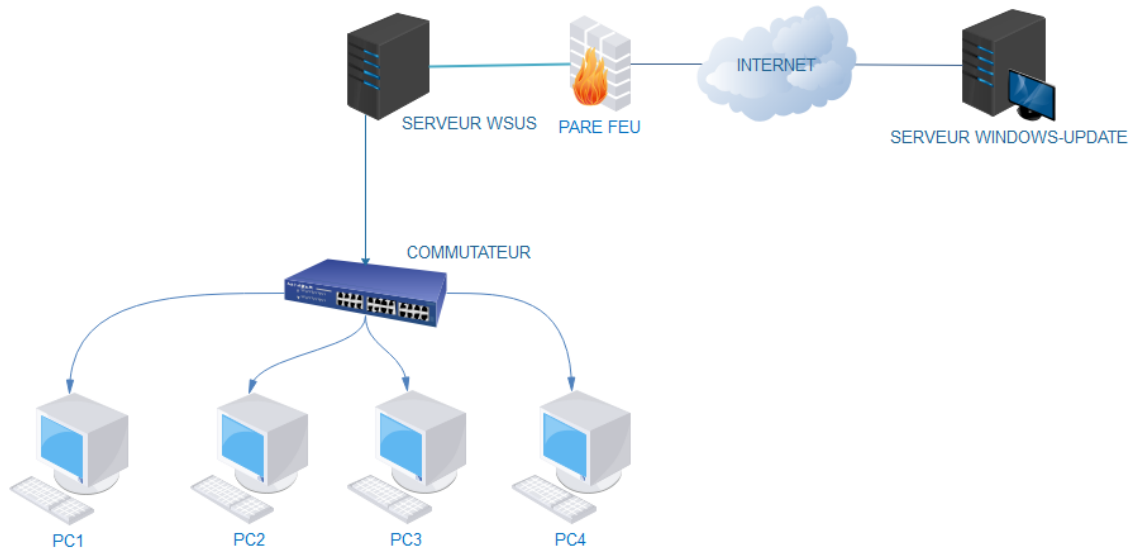 INTERNET
SERVEUR WSUS
PARE FEU
SERVEUR WINDOWS-UPDATE
COMMUTATEUR
PC1
PC2
PC3
PC4